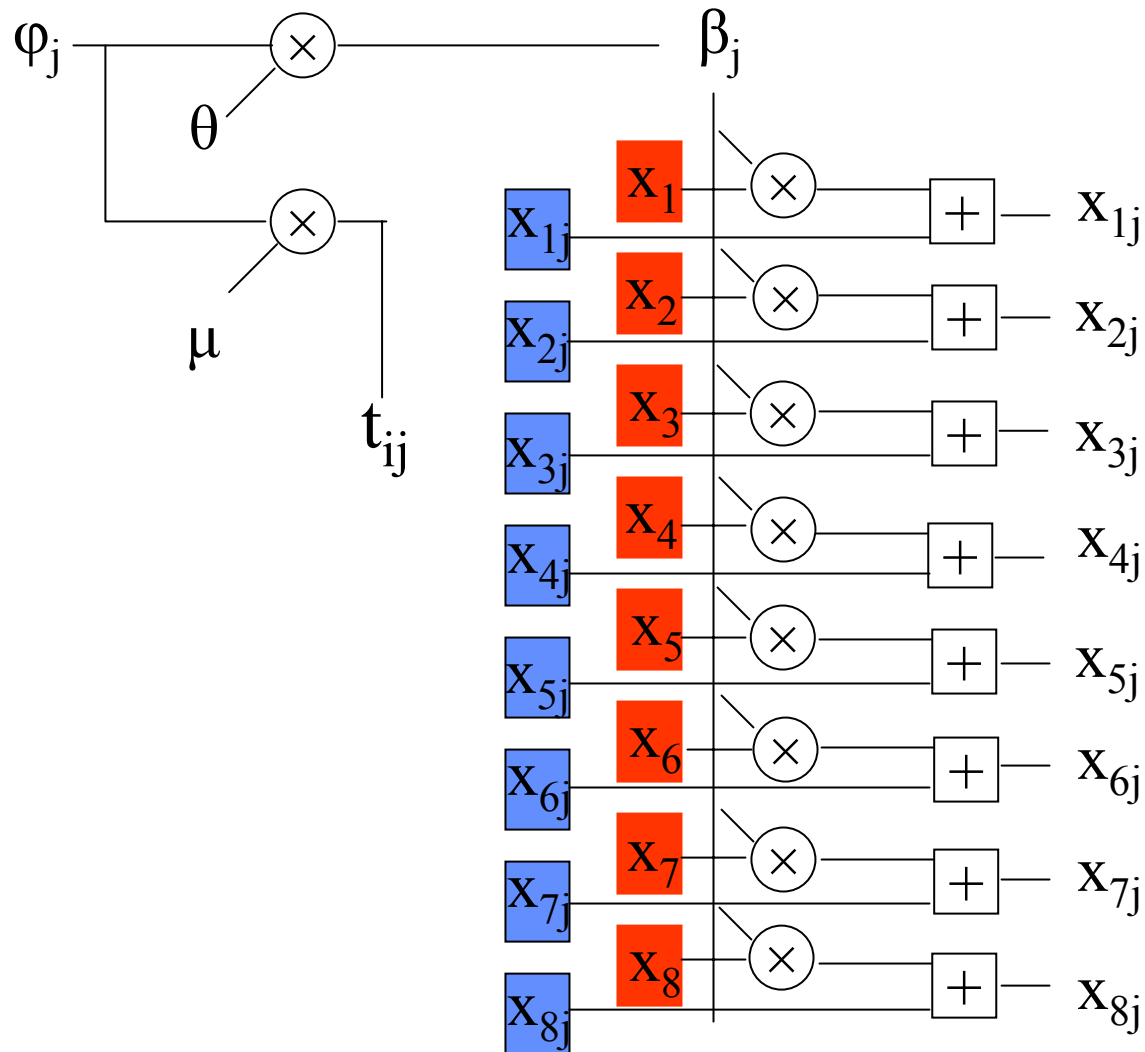 φj × βj
θ
x1 ×
x1j + x1j
×
x2 ×
x2j + x2j
μ
x3 ×
tij
x3j + x3j
x4 ×
x4j + x4j
x5 ×
x5j + x5j
x6 ×
x6j + x6j
x7 ×
x7j + x7j
x8 ×
x8j + x8j